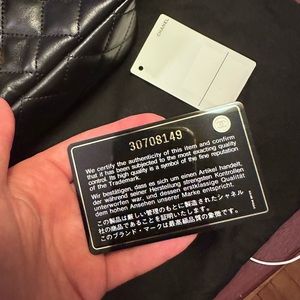 CHANEL
30708149
We certify the authenticity of this item and confirm
that it has been subjected to the most exacting quality
control. Its high quality is a symbol of the fine reputation
of the Trademark.
Wir bestätigen, dass es sich um einen Artikel handelt,
der während seiner Herstellung strengsten Kontrollen
unterworfen war, und dessen erstklassige Qualität
dem hohen Ansehen unserer Marke entspricht.
この製品は厳しい管理のもとに製造されたシャネル
社の商品であることを証明いたします。
このブランド・マークは最高級品質の象徴です。